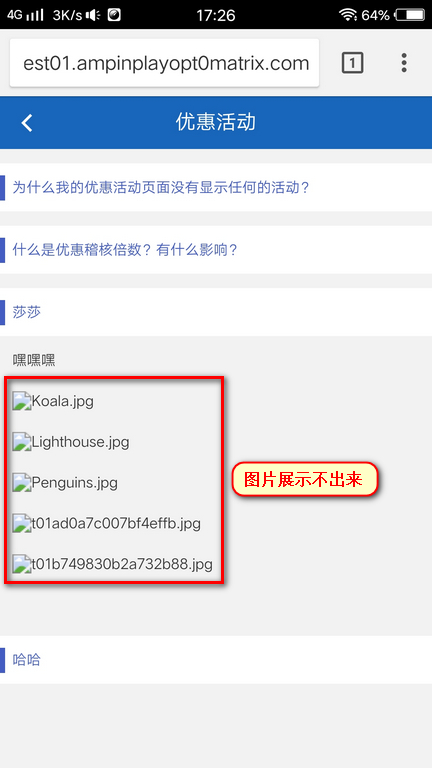 4G 3K/s 17:26 64%
est01.ampinplayopt0matrix.com 1
优惠活动
为什么我的优惠活动页面没有显示任何的活动?
什么是优惠稽核倍数? 有什么影响?
莎莎
嘿嘿嘿
Koala.jpg
Lighthouse.jpg
Penguins.jpg
图片展示不出来
t01ad0a7c007bf4effb.jpg
t01b749830b2a732b88.jpg
哈哈